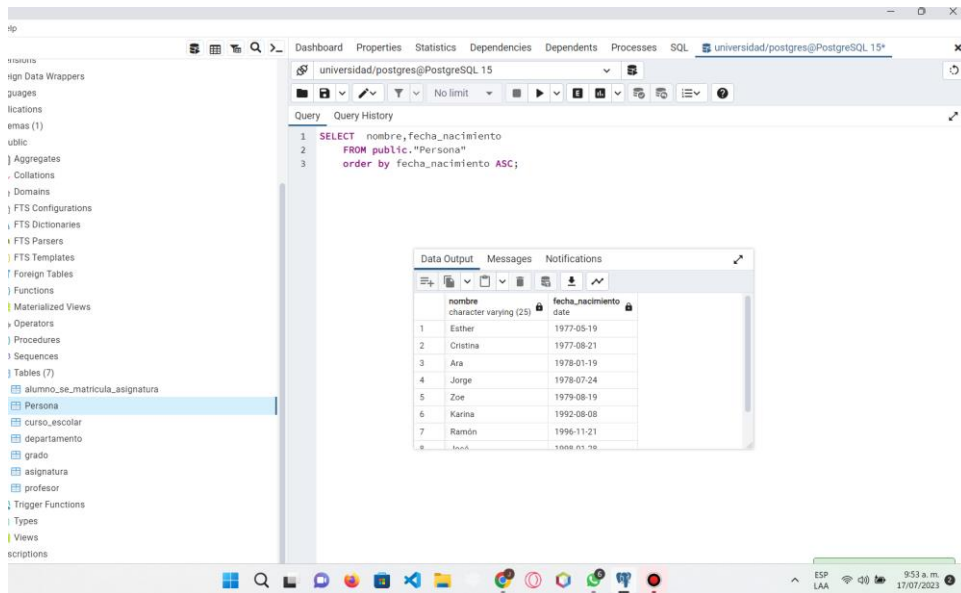 elp
Dashboard Properties Statistics Dependencies Dependents Processes SQL universidad/postgres@PostgreSQL 15*
ensions
eign Data Wrappers
guages
lications
emas (1)
ublic
Aggregates
Collations
Domains
FTS Configurations
FTS Dictionaries
FTS Parsers
FTS Templates
Foreign Tables
Functions
Materialized Views
Operators
Procedures
Sequences
Tables (7)
alumno_se_matricula_asignatura
Persona
curso_escolar
departamento
grado
asignatura
profesor
Trigger Functions
Types
Views
scriptions
universidad/postgres@PostgreSQL 15
No limit
E
Query Query History
1 SELECT nombre,fecha_nacimiento
2 FROM public."Persona"
3 order by fecha_nacimiento ASC;
Data Output Messages Notifications
nombre fecha_nacimiento
character varying (25) date
1 Esther 1977-05-19
2 Cristina 1977-08-21
3 Ara 1978-01-19
4 Jorge 1978-07-24
5 Zoe 1979-08-19
6 Karina 1992-08-08
7 Ramón 1996-11-21
8 José 1998-01-28
ESP
LAA
9:53 a. m.
17/07/2023
2